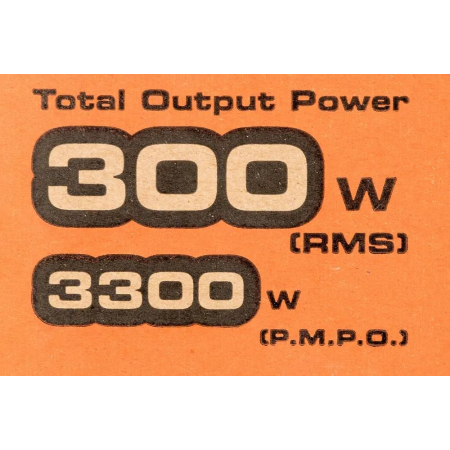 Total Output Power
300 W
(RMS)
3300 W
(P.M.P.O.)